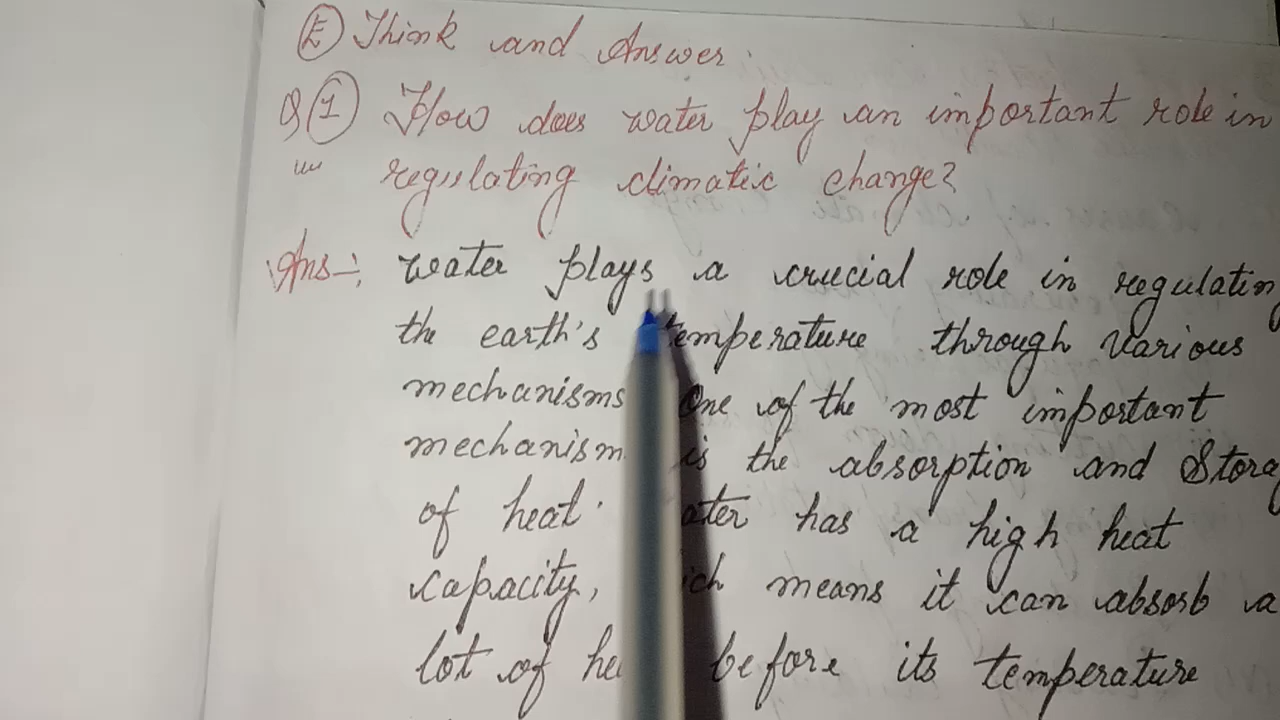 (E) Think and Answer.
Q (1) How does water play an important role in
regulating climatic change?
Ans:- water plays a crucial role in regulatin
the earth's temperature through various
mechanisms. One of the most important
mechanism is the absorption and Stora
of heat. ater has a high heat
capacity, ich means it can absorb a
lot of he before its temperature